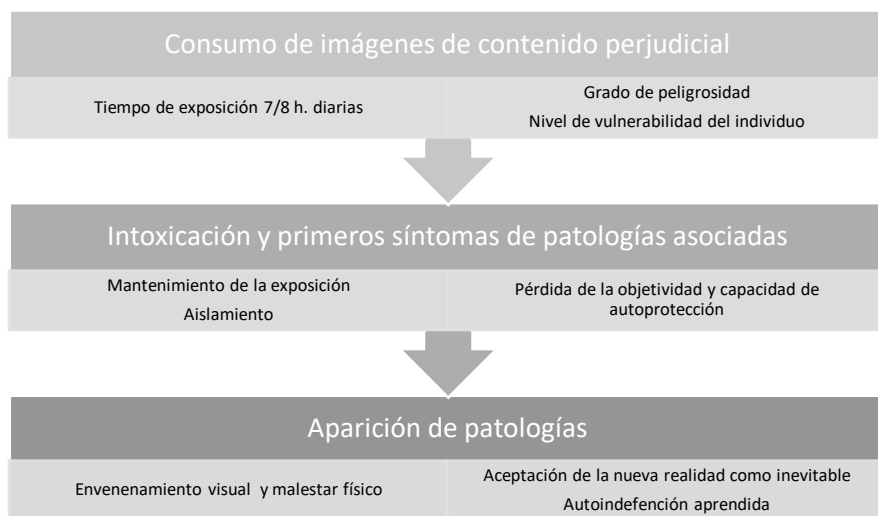 Consumo de imágenes de contenido perjudicial
Tiempo de exposición 7/8 h. diarias
Grado de peligrosidad
Nivel de vulnerabilidad del individuo
Intoxicación y primeros síntomas de patologías asociadas
Mantenimiento de la exposición
Aislamiento
Pérdida de la objetividad y capacidad de
autoprotección
Aparición de patologías
Envenenamiento visual y malestar físico
Aceptación de la nueva realidad como inevitable
Autoindefención aprendida